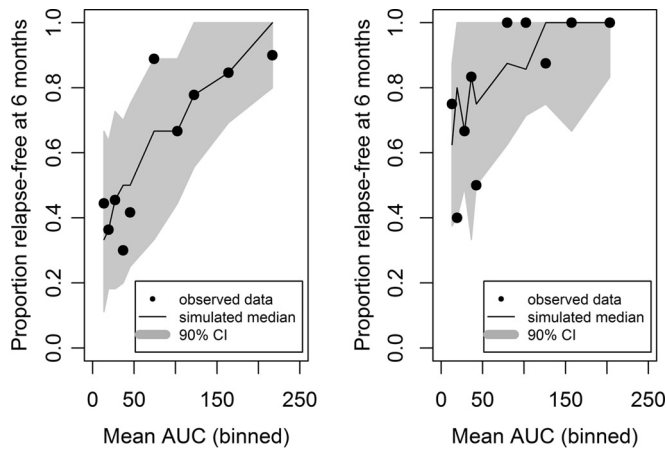 Proportion relapse-free at 6 months
1.0
0.8
0.6
0.4
0.2
0.0
observed data
simulated median
90% CI
0 50 150 250
Mean AUC (binned)
Proportion relapse-free at 6 months
1.0
0.8
0.6
0.4
0.2
0.0
observed data
simulated median
90% CI
0 50 150 250
Mean AUC (binned)